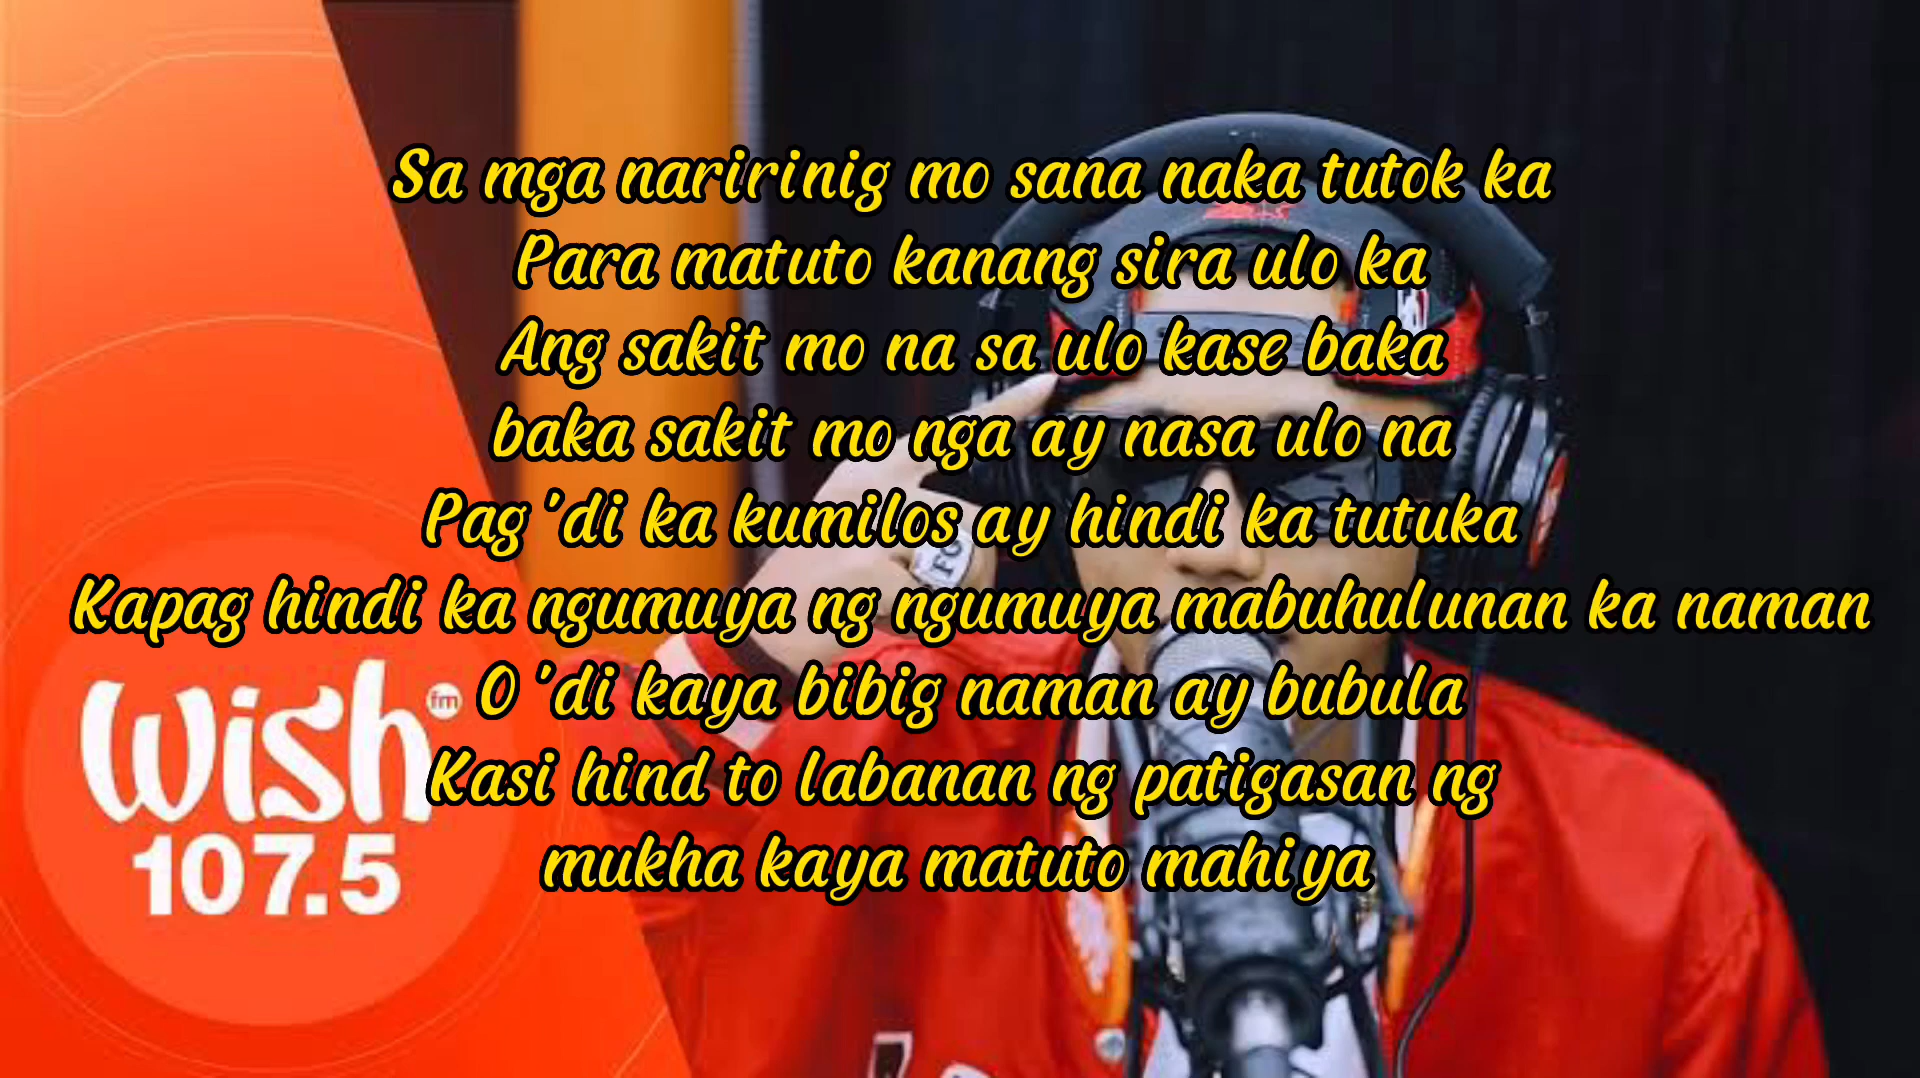 Sa mga naririnig mo sana naka tutok ka
Para matuto kanang sira ulo ka
Ang sakit mo na sa ulo kase baka
baka sakit mo nga ay nasa ulo na
Pag 'di ka kumilos ay hindi ka tutuka
Kapag hindi ka ngumuya ng ngumuya mabuhulunan ka naman
O 'di kaya bibig naman ay bubula
Kasi hind to labanan ng patigasan ng
mukha kaya matuto mahiya
wish fm
107.5